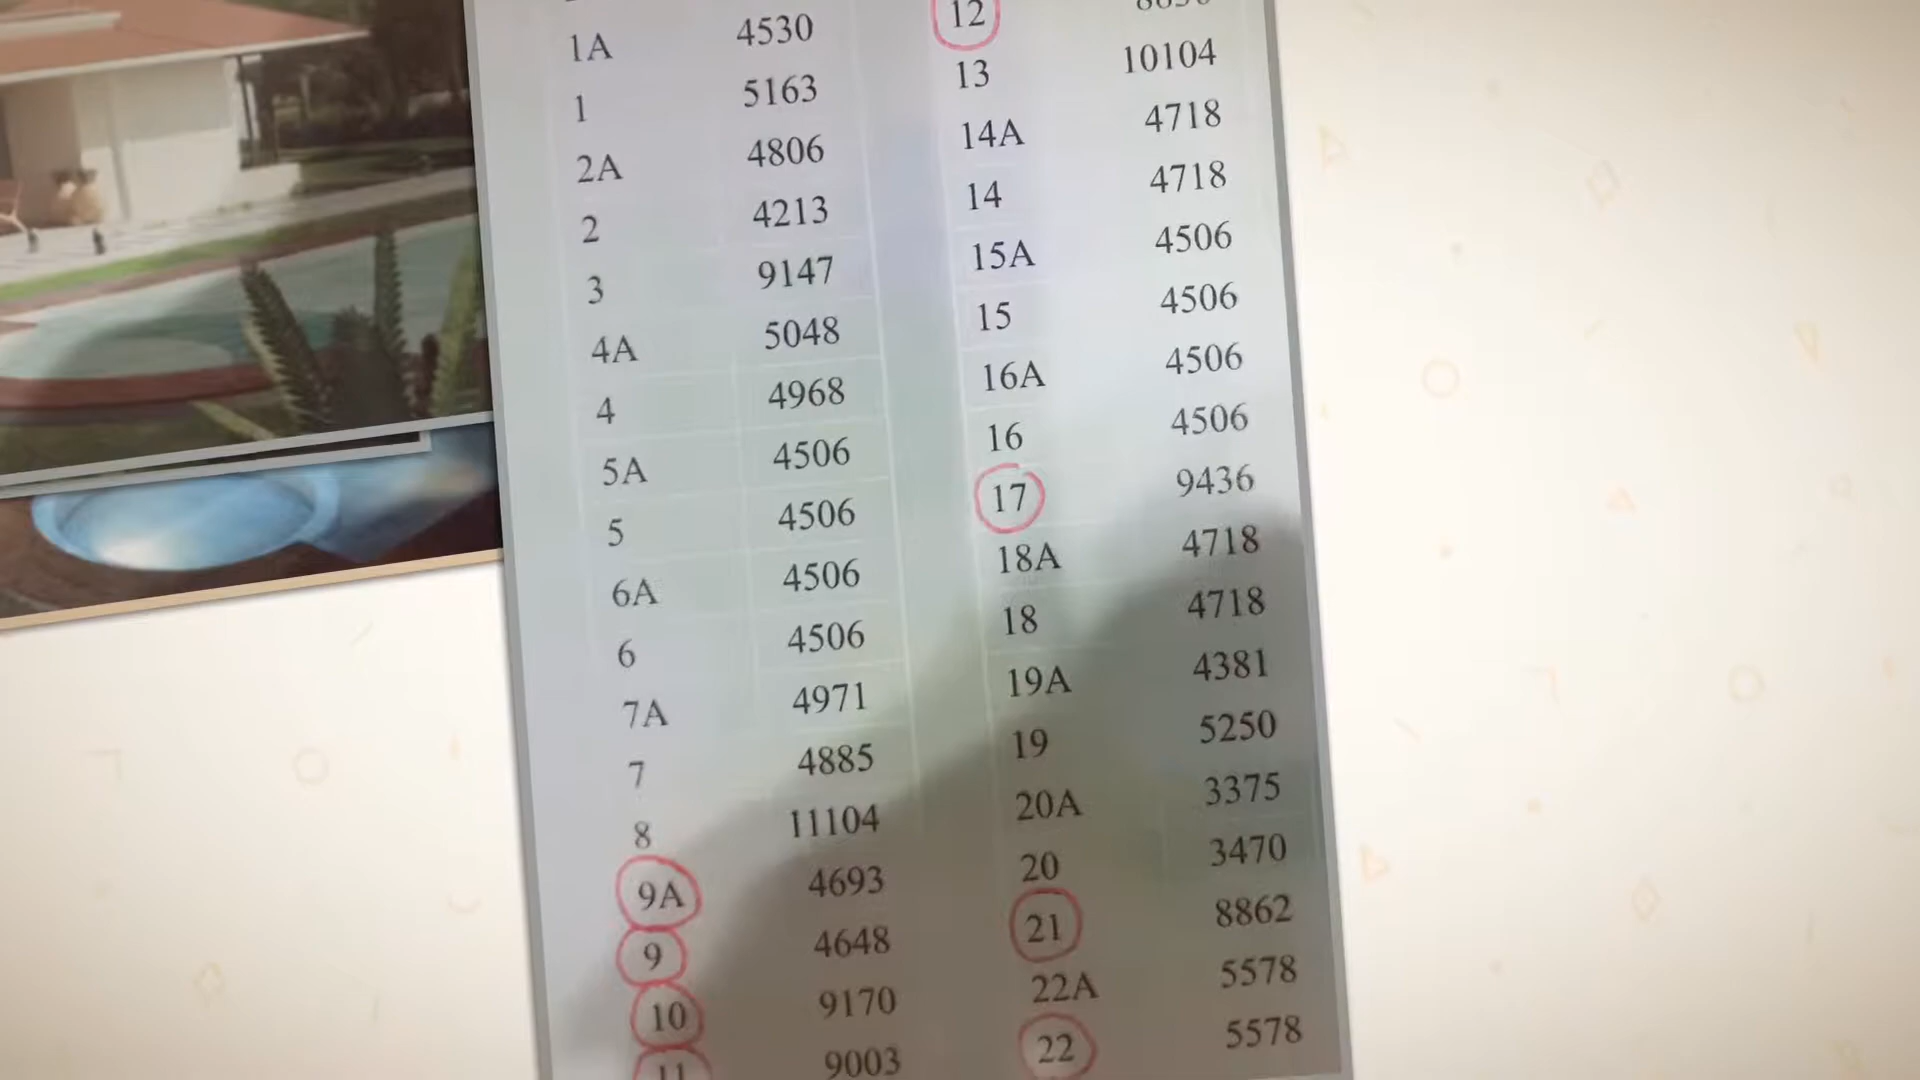 1A 4530 12
1 5163 13 10104
2A 4806 14A 4718
2 4213 14 4718
3 9147 15A 4506
4A 5048 15 4506
4 4968 16A 4506
5A 4506 16 4506
5 4506 17 9436
6A 4506 18A 4718
6 4506 18 4718
7A 4971 19A 4381
7 4885 19 5250
8 11104 20A 3375
9A 4693 20 3470
9 4648 21 8862
10 9170 22A 5578
11 9003 22 5578